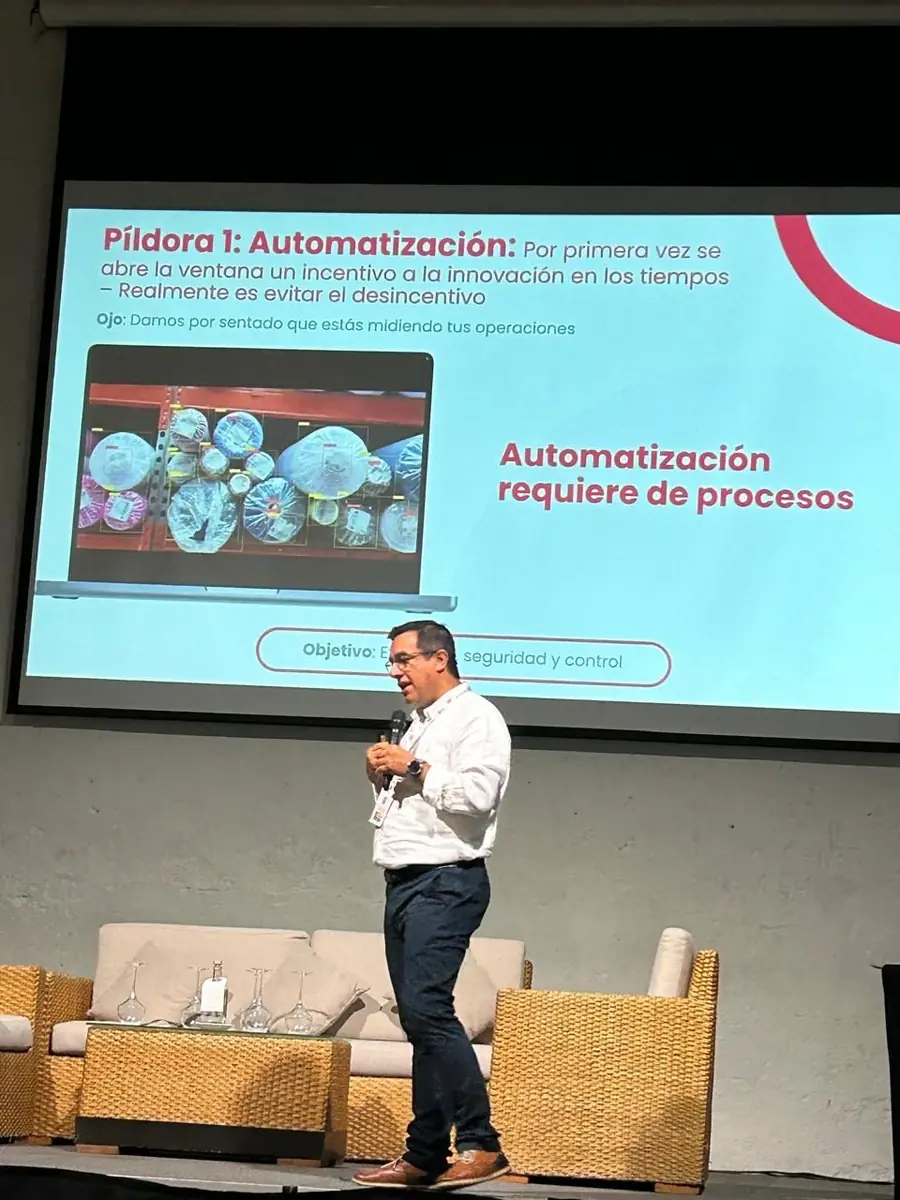 Píldora 1: Automatización: Por primera vez se
abre la ventana un incentivo a la innovación en los tiempos
– Realmente es evitar el desincentivo
Ojo: Damos por sentado que estás midiendo tus operaciones
Automatización
requiere de procesos
Objetivo: seguridad y control